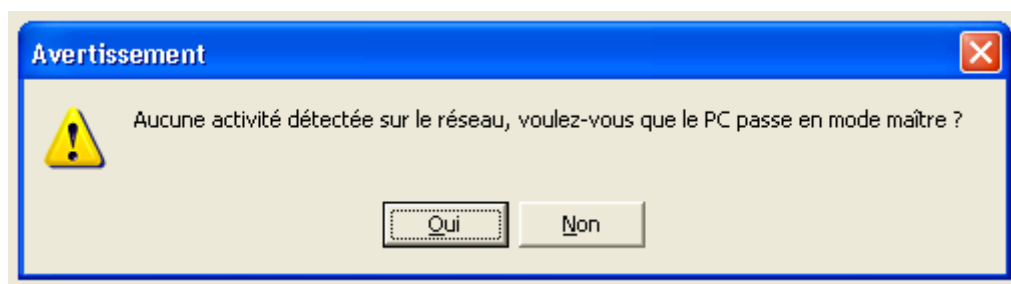 Avertissement
Aucune activité détectée sur le réseau, voulez-vous que le PC passe en mode maître ?
Oui
Non